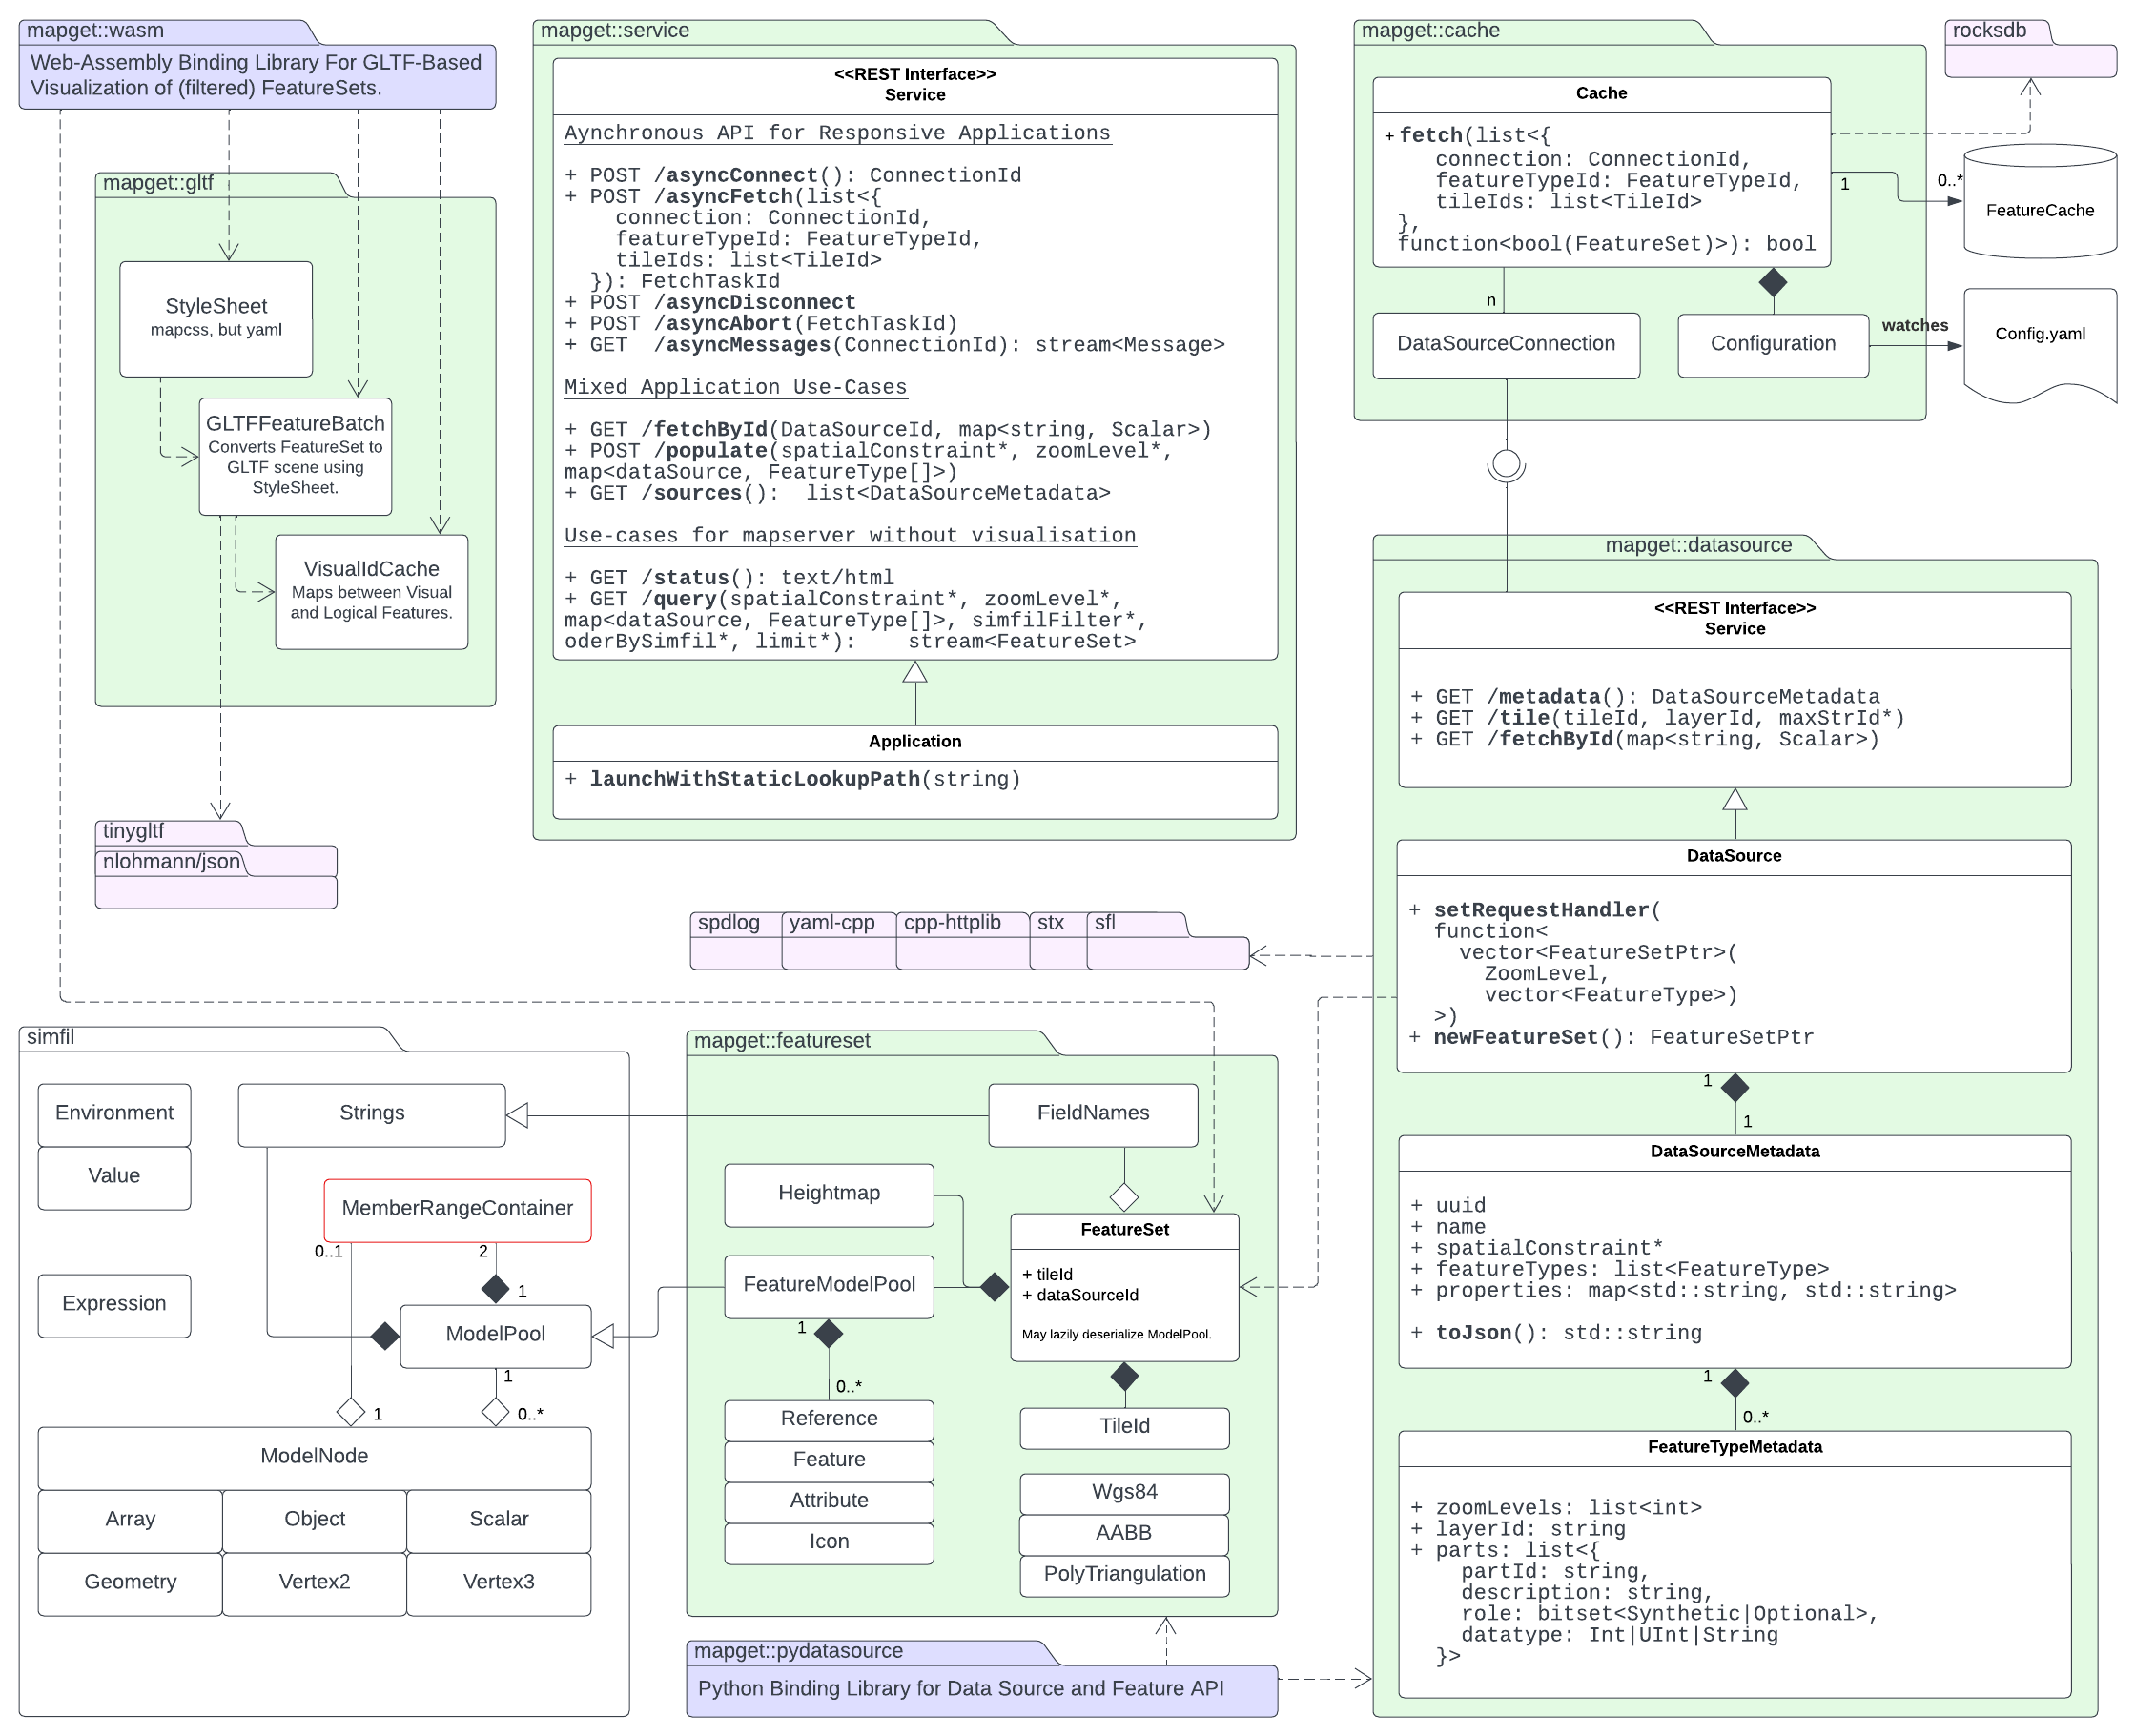 mapget::wasm
Web-Assembly Binding Library For GLTF-Based
Visualization of (filtered) FeatureSets.
mapget::gltf
StyleSheet
mapcss, but yaml
GLTFFeatureBatch
Converts FeatureSet to
GLTF scene using
StyleSheet.
VisualIdCache
Maps between Visual
and Logical Features.
tinygltf
nlohmann/json
mapget::service
<<REST Interface>>
Service
Aynchronous API for Responsive Applications
+ POST /asyncConnect(): ConnectionId
+ POST /asyncFetch(list<{
connection: ConnectionId,
featureTypeId: FeatureTypeId,
tileIds: list<TileId>
}): FetchTaskId
+ POST /asyncDisconnect
+ POST /asyncAbort(FetchTaskId)
+ GET  /asyncMessages(ConnectionId): stream<Message>
Mixed Application Use-Cases
+ GET /fetchById(DataSourceId, map<string, Scalar>)
+ POST /populate(spatialConstraint*, zoomLevel*,
map<dataSource, FeatureType[]>)
+ GET /sources():  list<DataSourceMetadata>
Use-cases for mapserver without visualisation
+ GET /status(): text/html
+ GET /query(spatialConstraint*, zoomLevel*,
map<dataSource, FeatureType[]>, simfilFilter*,
oderBySimfil*, limit*):    stream<FeatureSet>
Application
+ launchWithStaticLookupPath(string)
mapget::cache
Cache
+ fetch(list<{
connection: ConnectionId,
featureTypeId: FeatureTypeId,
tileIds: list<TileId>
},
function<bool(FeatureSet)>): bool
n
DataSourceConnection
Configuration
watches
Config.yaml
1
0..*
FeatureCache
rocksdb
mapget::datasource
<<REST Interface>>
Service
+ GET /metadata(): DataSourceMetadata
+ GET /tile(tileId, layerId, maxStrId*)
+ GET /fetchById(map<string, Scalar>)
DataSource
+ setRequestHandler(
function<
vector<FeatureSetPtr>(
ZoomLevel,
vector<FeatureType>)
>)
+ newFeatureSet(): FeatureSetPtr
1
1
DataSourceMetadata
+ uuid
+ name
+ spatialConstraint*
+ featureTypes: list<FeatureType>
+ properties: map<std::string, std::string>
+ toJson(): std::string
1
0..*
FeatureTypeMetadata
+ zoomLevels: list<int>
+ layerId: string
+ parts: list<{
partId: string,
description: string,
role: bitset<Synthetic|Optional>,
datatype: Int|UInt|String
}>
spdlog
yaml-cpp
cpp-httplib
stx
sfl
simfil
Environment
Value
Expression
Strings
MemberRangeContainer
0..1
2
1
ModelPool
1
1
0..*
ModelNode
Array
Object
Scalar
Geometry
Vertex2
Vertex3
mapget::featureset
FieldNames
Heightmap
FeatureModelPool
1
0..*
Reference
Feature
Attribute
Icon
FeatureSet
+ tileId
+ dataSourceId
May lazily deserialize ModelPool.
TileId
Wgs84
AABB
PolyTriangulation
mapget::pydatasource
Python Binding Library for Data Source and Feature API